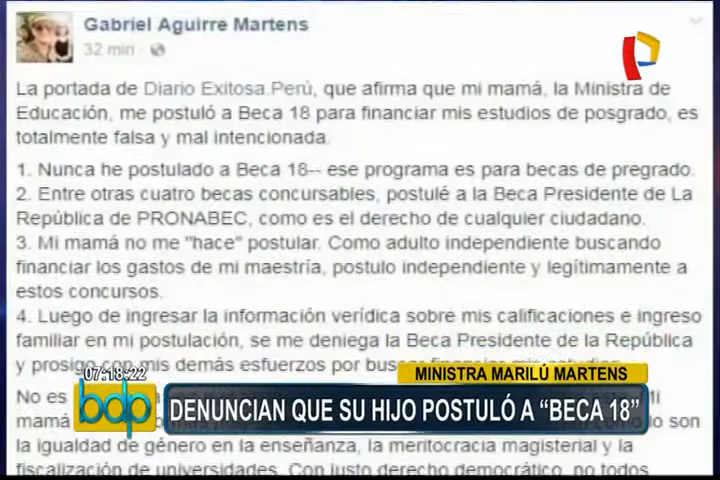 Gabriel Aguirre Martens
32 min
La portada de Diario Exitosa Perú, que afirma que mi mamá, la Ministra de
Educación, me postuló a Beca 18 para financiar mis estudios de posgrado, es
totalmente falsa y mal intencionada.
1. Nunca he postulado a Beca 18-- ese programa es para becas de pregrado.
2. Entre otras cuatro becas concursables, postulé a la Beca Presidente de La
República de PRONABEC, como es el derecho de cualquier ciudadano.
3. Mi mamá no me "hace" postular. Como adulto independiente buscando
financiar los gastos de mi maestría, postulo independiente y legítimamente a
estos concursos.
4. Luego de ingresar la información verídica sobre mis calificaciones e ingreso
familiar en mi postulación, se me deniega la Beca Presidente de la República
y prosigo con mis demás esfuerzos por
No es
mamá
son
la igualdad de género en la enseñanza, la meritocracia magisterial y la
fiscalización de universidades. Con justo derecho democrático, no todos
07:18:22
bdp
MINISTRA MARILÚ MARTENS
DENUNCIAN QUE SU HIJO POSTULÓ A "BECA 18"